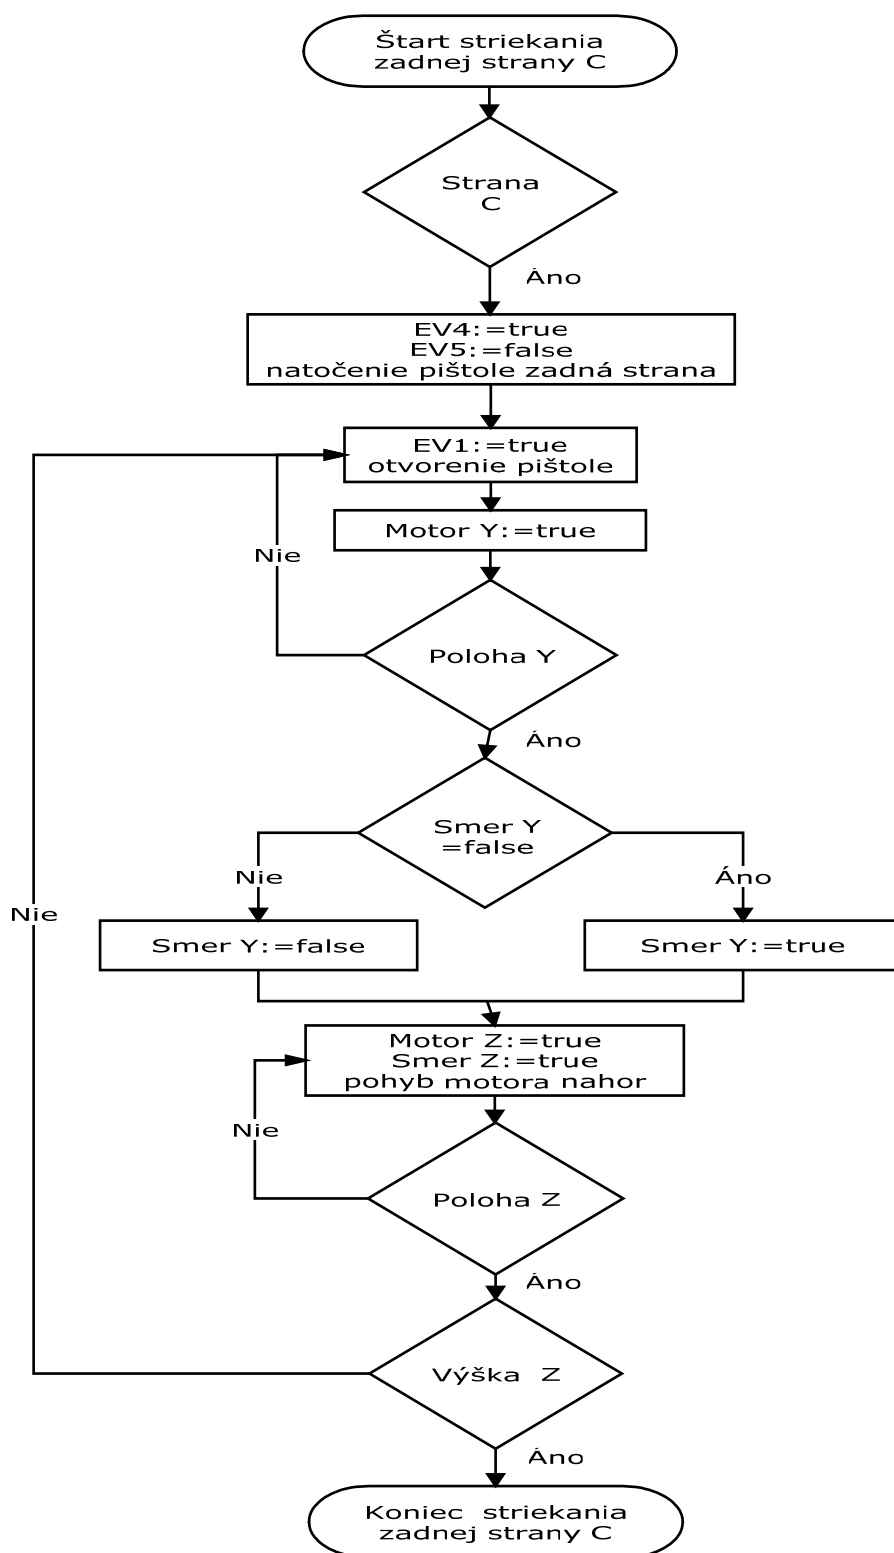 Štart striekania
zadnej strany C
Strana
C
Áno
EV4:=true
EV5:=false
natočenie pištole zadná strana
EV1:=true
otvorenie pištole
Motor Y:=true
Nie
Poloha Y
Áno
Smer Y
=false
Nie
Áno
Nie
Smer Y:=false
Smer Y:=true
Motor Z:=true
Smer Z:=true
pohyb motora nahor
Nie
Poloha Z
Áno
Výška Z
Áno
Koniec striekania
zadnej strany C